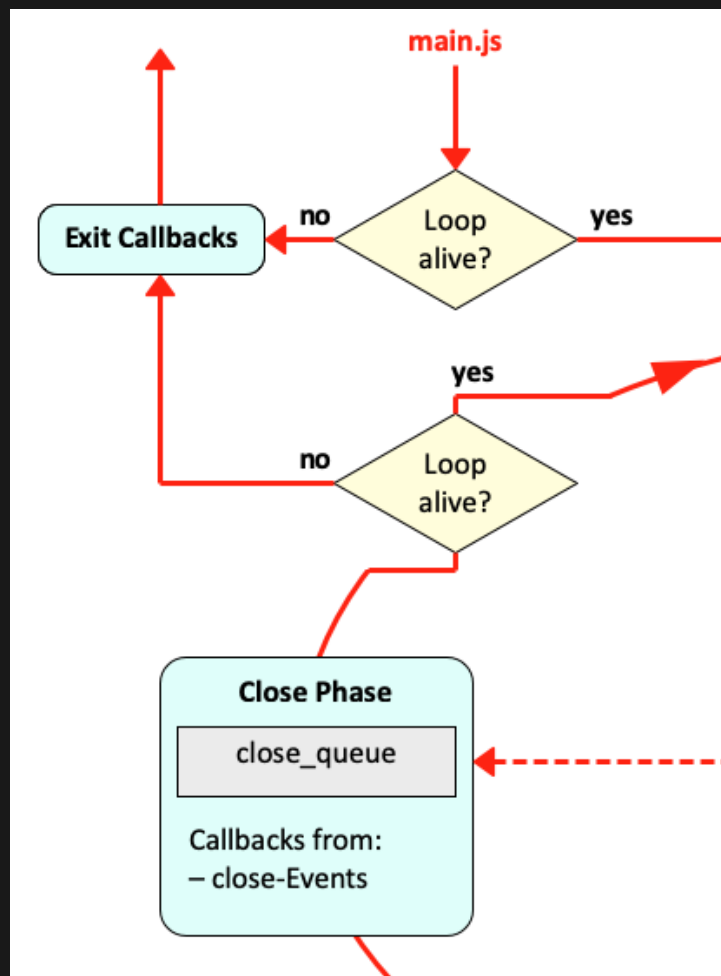 main.js
no
Loop
alive?
yes
Exit Callbacks
yes
no
Loop
alive?
Close Phase
close_queue
Callbacks from:
– close-Events